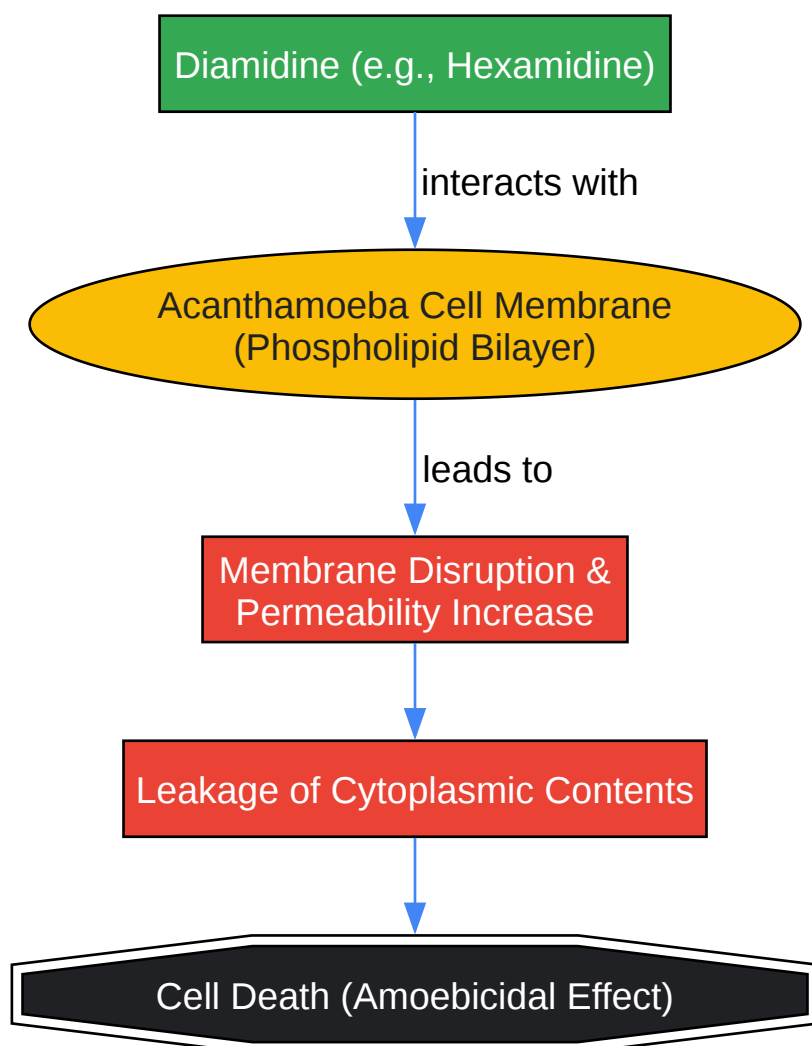 Diamidine (e.g., Hexamidine)
interacts with
Acanthamoeba Cell Membrane
(Phospholipid Bilayer)
leads to
Membrane Disruption &
Permeability Increase
Leakage of Cytoplasmic Contents
Cell Death (Amoebicidal Effect)